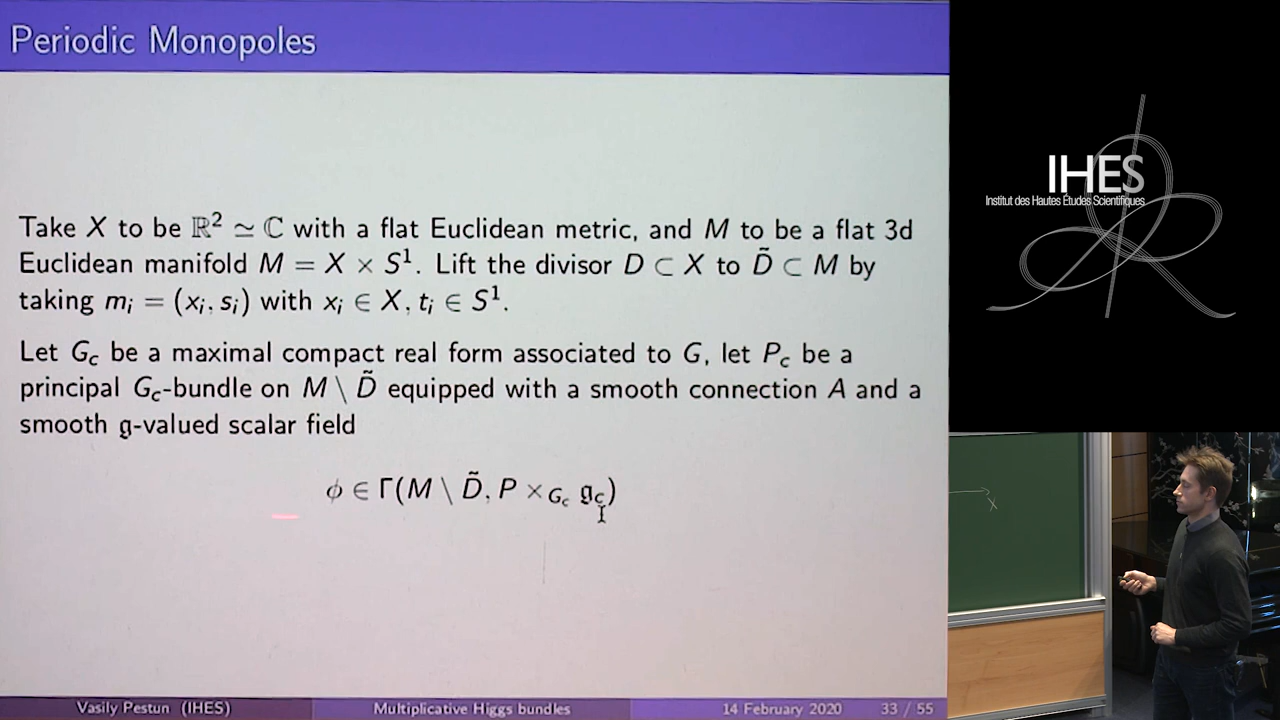 Periodic Monopoles
Take X to be ℝ² ≃ ℂ with a flat Euclidean metric, and M to be a flat 3d
Euclidean manifold M = X × S¹. Lift the divisor D ⊂ X to D̃ ⊂ M by
taking mᵢ = (xᵢ, sᵢ) with xᵢ ∈ X, tᵢ ∈ S¹.
Let G_c be a maximal compact real form associated to G, let P_c be a
principal G_c-bundle on M \ D̃ equipped with a smooth connection A and a
smooth 𝔤-valued scalar field
ϕ ∈ Γ(M \ D̃, P ×_{G_c} 𝔤_c)
Vasily Pestun (IHES) Multiplicative Higgs bundles 14 February 2020 33 / 55
IHES
Institut des Hautes Études Scientifiques
X